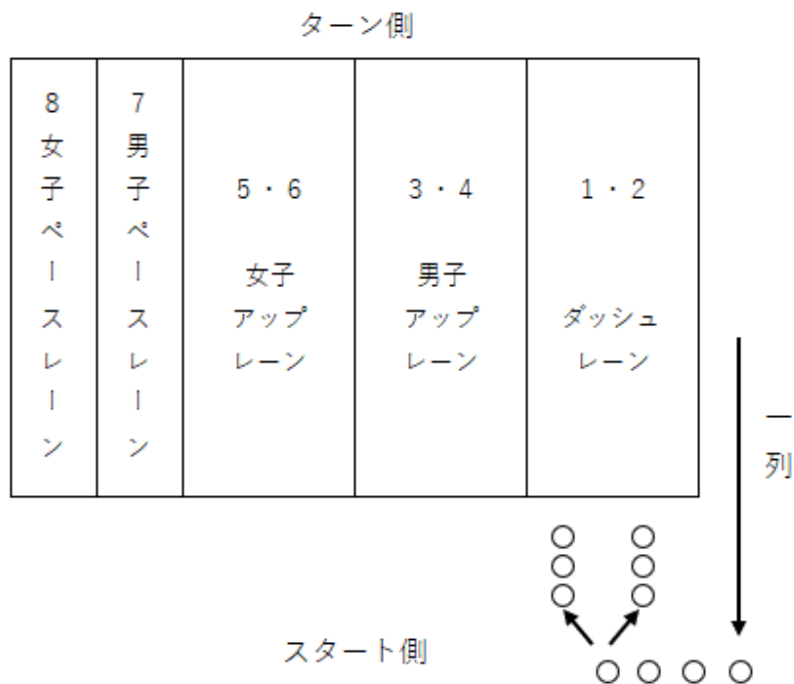 ターン側
8女子ペースレーン
7男子ペースレーン
5・6
女子
アップ
レーン
3・4
男子
アップ
レーン
1・2
ダッシュ
レーン
一列
スタート側